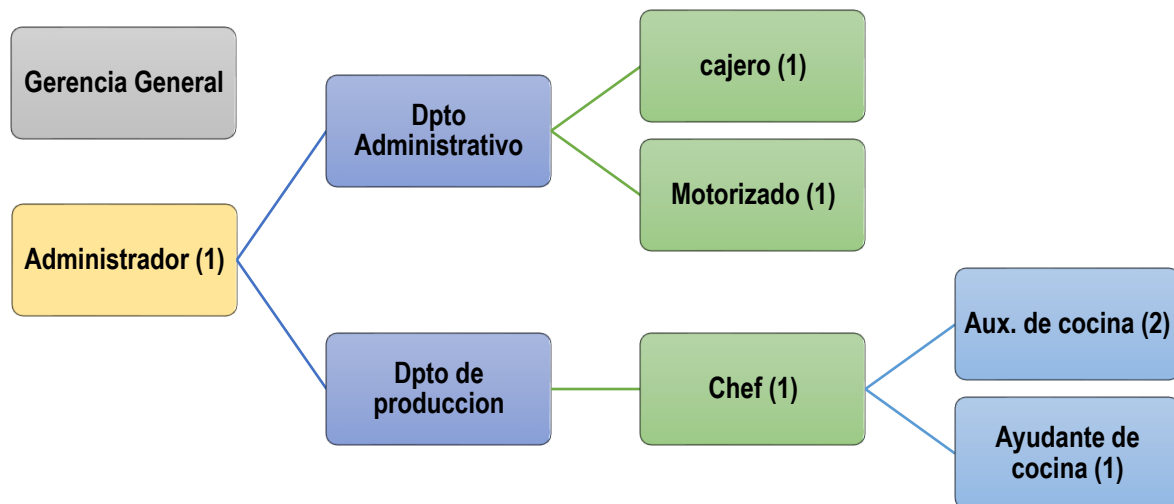 Gerencia General
Administrador (1)
Dpto
Administrativo
cajero (1)
Motorizado (1)
Dpto de
produccion
Chef (1)
Aux. de cocina (2)
Ayudante de
cocina (1)